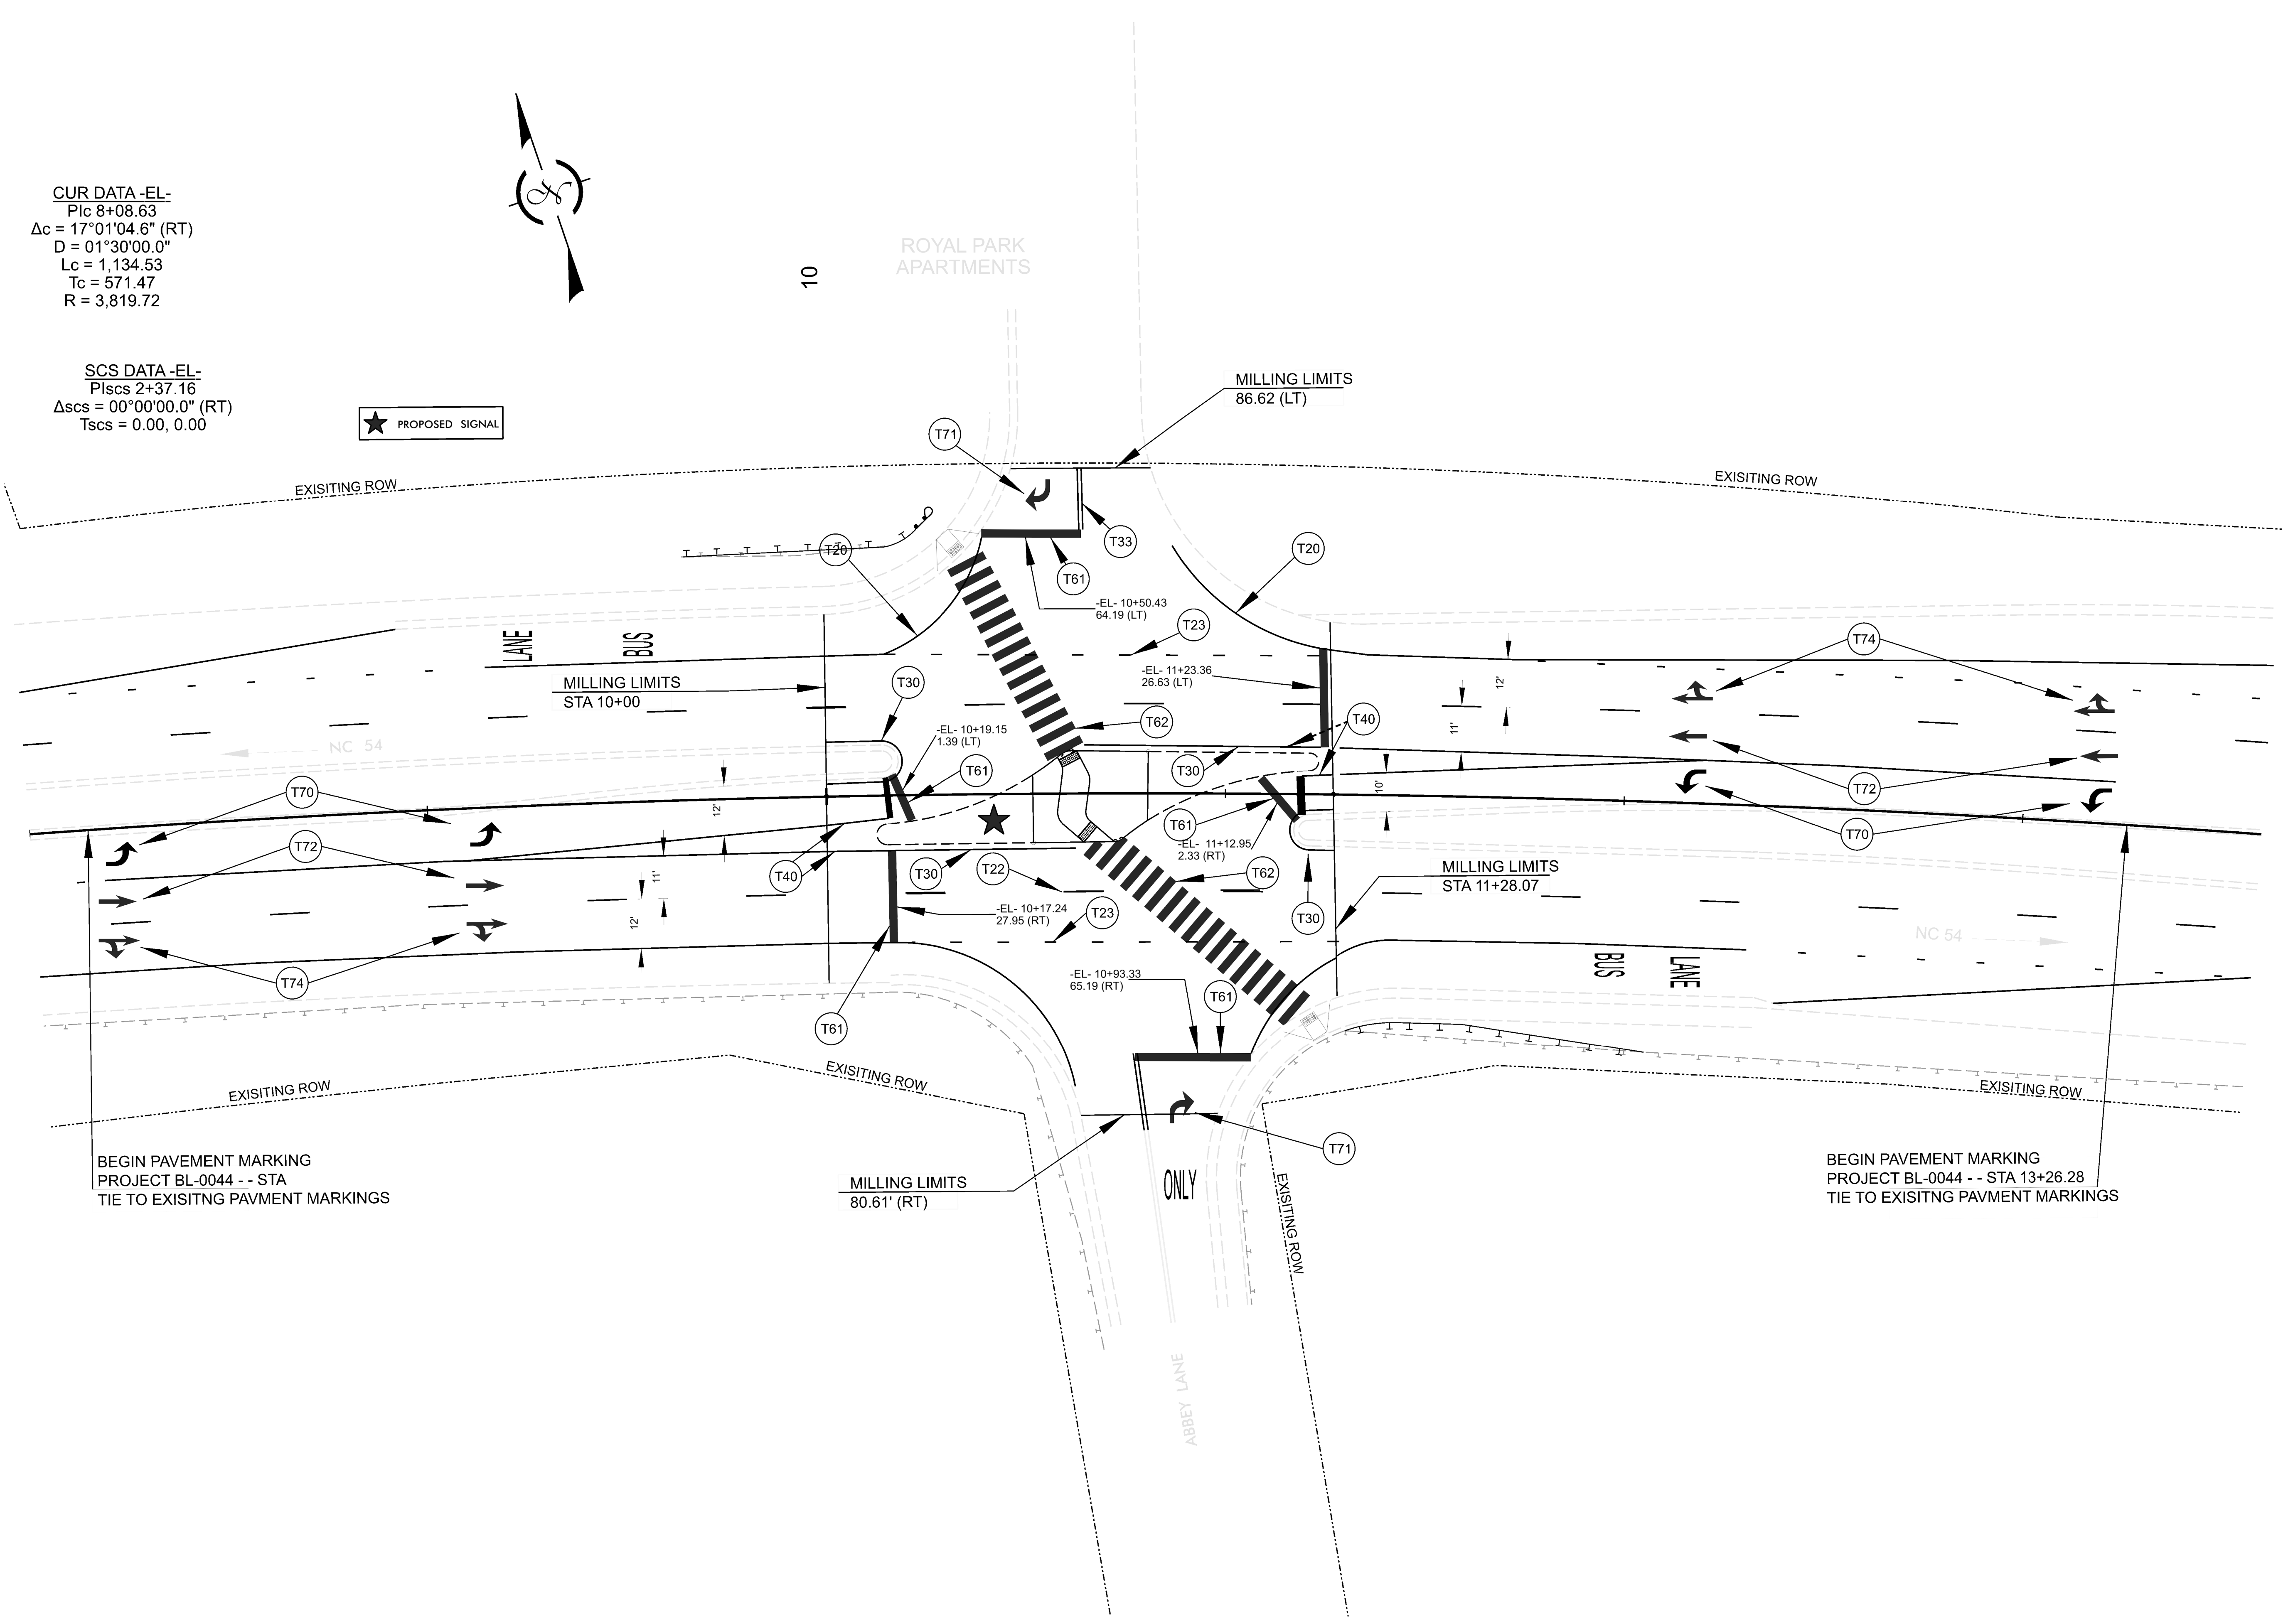 CUR DATA -EL-
PIc 8+08.63
Δc = 17°01'04.6" (RT)
D = 01°30'00.0"
Lc = 1,134.53
Tc = 571.47
R = 3,819.72
SCS DATA -EL-
PIscs 2+37.16
Δscs = 00°00'00.0" (RT)
Tscs = 0.00, 0.00
PROPOSED SIGNAL
10
ROYAL PARK
APARTMENTS
MILLING LIMITS
86.62 (LT)
T71
EXISITING ROW
EXISITING ROW
T33
T20
T20
T61
-EL- 10+50.43
64.19 (LT)
T23
LANE
BUS
T74
-EL- 11+23.36
26.63 (LT)
MILLING LIMITS
STA 10+00
T30
12'
11'
T62
T40
NC 54
-EL- 10+19.15
1.39 (LT)
T61
T30
T72
T70
12'
10'
T61
-EL- 11+12.95
2.33 (RT)
T70
T72
T40
T30
T22
T62
MILLING LIMITS
STA 11+28.07
11'
12'
-EL- 10+17.24
27.95 (RT)
T23
T30
NC 54
T74
-EL- 10+93.33
65.19 (RT)
BUS
LANE
T61
T61
EXISITING ROW
EXISITING ROW
EXISITING ROW
T71
BEGIN PAVEMENT MARKING
PROJECT BL-0044 - - STA
TIE TO EXISITNG PAVMENT MARKINGS
MILLING LIMITS
80.61' (RT)
ONLY
EXISITING ROW
BEGIN PAVEMENT MARKING
PROJECT BL-0044 - - STA 13+26.28
TIE TO EXISITNG PAVMENT MARKINGS
ABBEY LANE